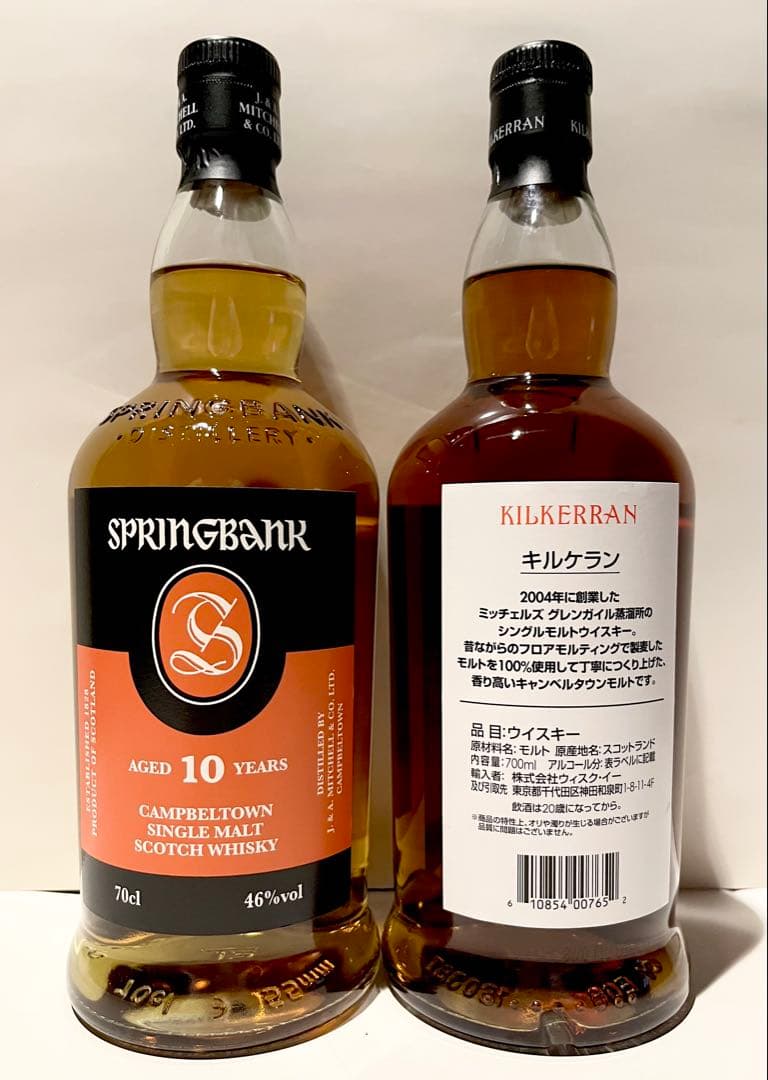 J. & A.
MITCHELL
& CO. LTD.
SPRINGBANK
• DISTILLERY •
SPRINGBANK
S
ESTABLISHED 1828
PRODUCT OF SCOTLAND
AGED 10 YEARS
DISTILLED BY
J. & A. MITCHELL & CO. LTD.
CAMPBELTOWN
CAMPBELTOWN
SINGLE MALT
SCOTCH WHISKY
70cl 46%vol
KILKERRAN
KILKERRAN
キルケラン
2004年に創業した
ミッチェルズ グレンガイル蒸溜所の
シングルモルトウイスキー。
昔ながらのフロアモルティングで製麦した
モルトを100%使用して丁寧につくり上げた、
香り高いキャンベルタウンモルトです。
品 目:ウイスキー
原材料名: モルト 原産地名: スコットランド
内容量:700ml アルコール分: 表ラベルに記載
輸入者: 株式会社ウィスク・イー
及び引取先 東京都千代田区神田和泉町1-8-11-4F
飲酒は20歳になってから。
※商品の特性上、オリや濁りが生じる場合がございますが
品質に問題はございません。
6 10854 00765 2